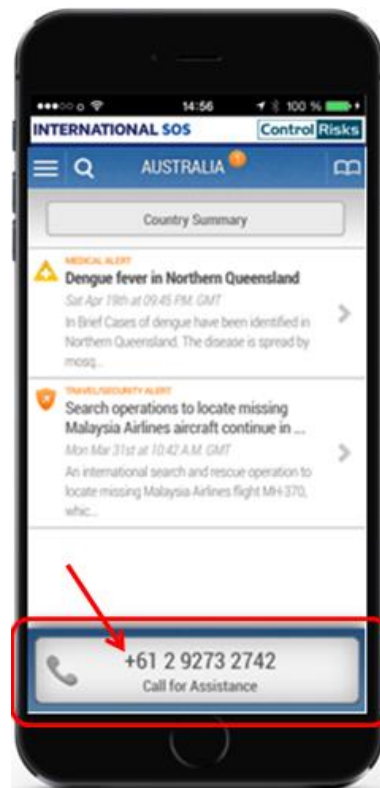 14:56
100 %
INTERNATIONAL SOS
Control Risks
AUSTRALIA
1
Country Summary
MEDICAL ALERT
Dengue fever in Northern Queensland
Sat Apr 19th at 09:45 PM. GMT
In Brief Cases of dengue have been identified in
Northern Queensland. The disease is spread by
mosq...
TRAVEL/SECURITY ALERT
Search operations to locate missing
Malaysia Airlines aircraft continue in ...
Mon Mar 31st at 10:42 A.M. GMT
An international search and rescue operation to
locate missing Malaysia Airlines flight MH-370,
whic...
+61 2 9273 2742
Call for Assistance